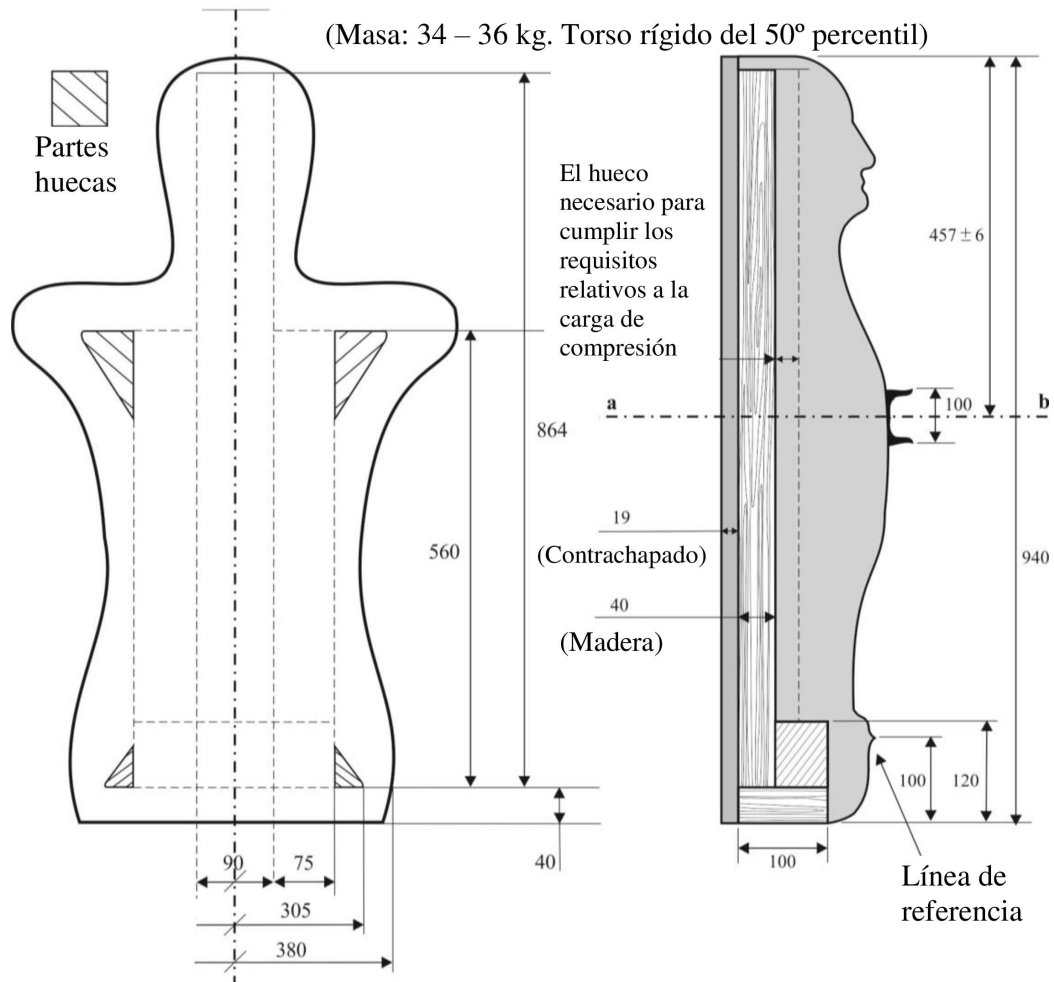 (Masa: 34 – 36 kg. Torso rígido del 50º percentil)
Partes
huecas
El hueco
necesario para
cumplir los
requisitos
relativos a la
carga de
compresión
457 ± 6
a
b
100
864
19
560
(Contrachapado)
940
40
(Madera)
100
120
40
90
75
100
305
380
Línea de
referencia